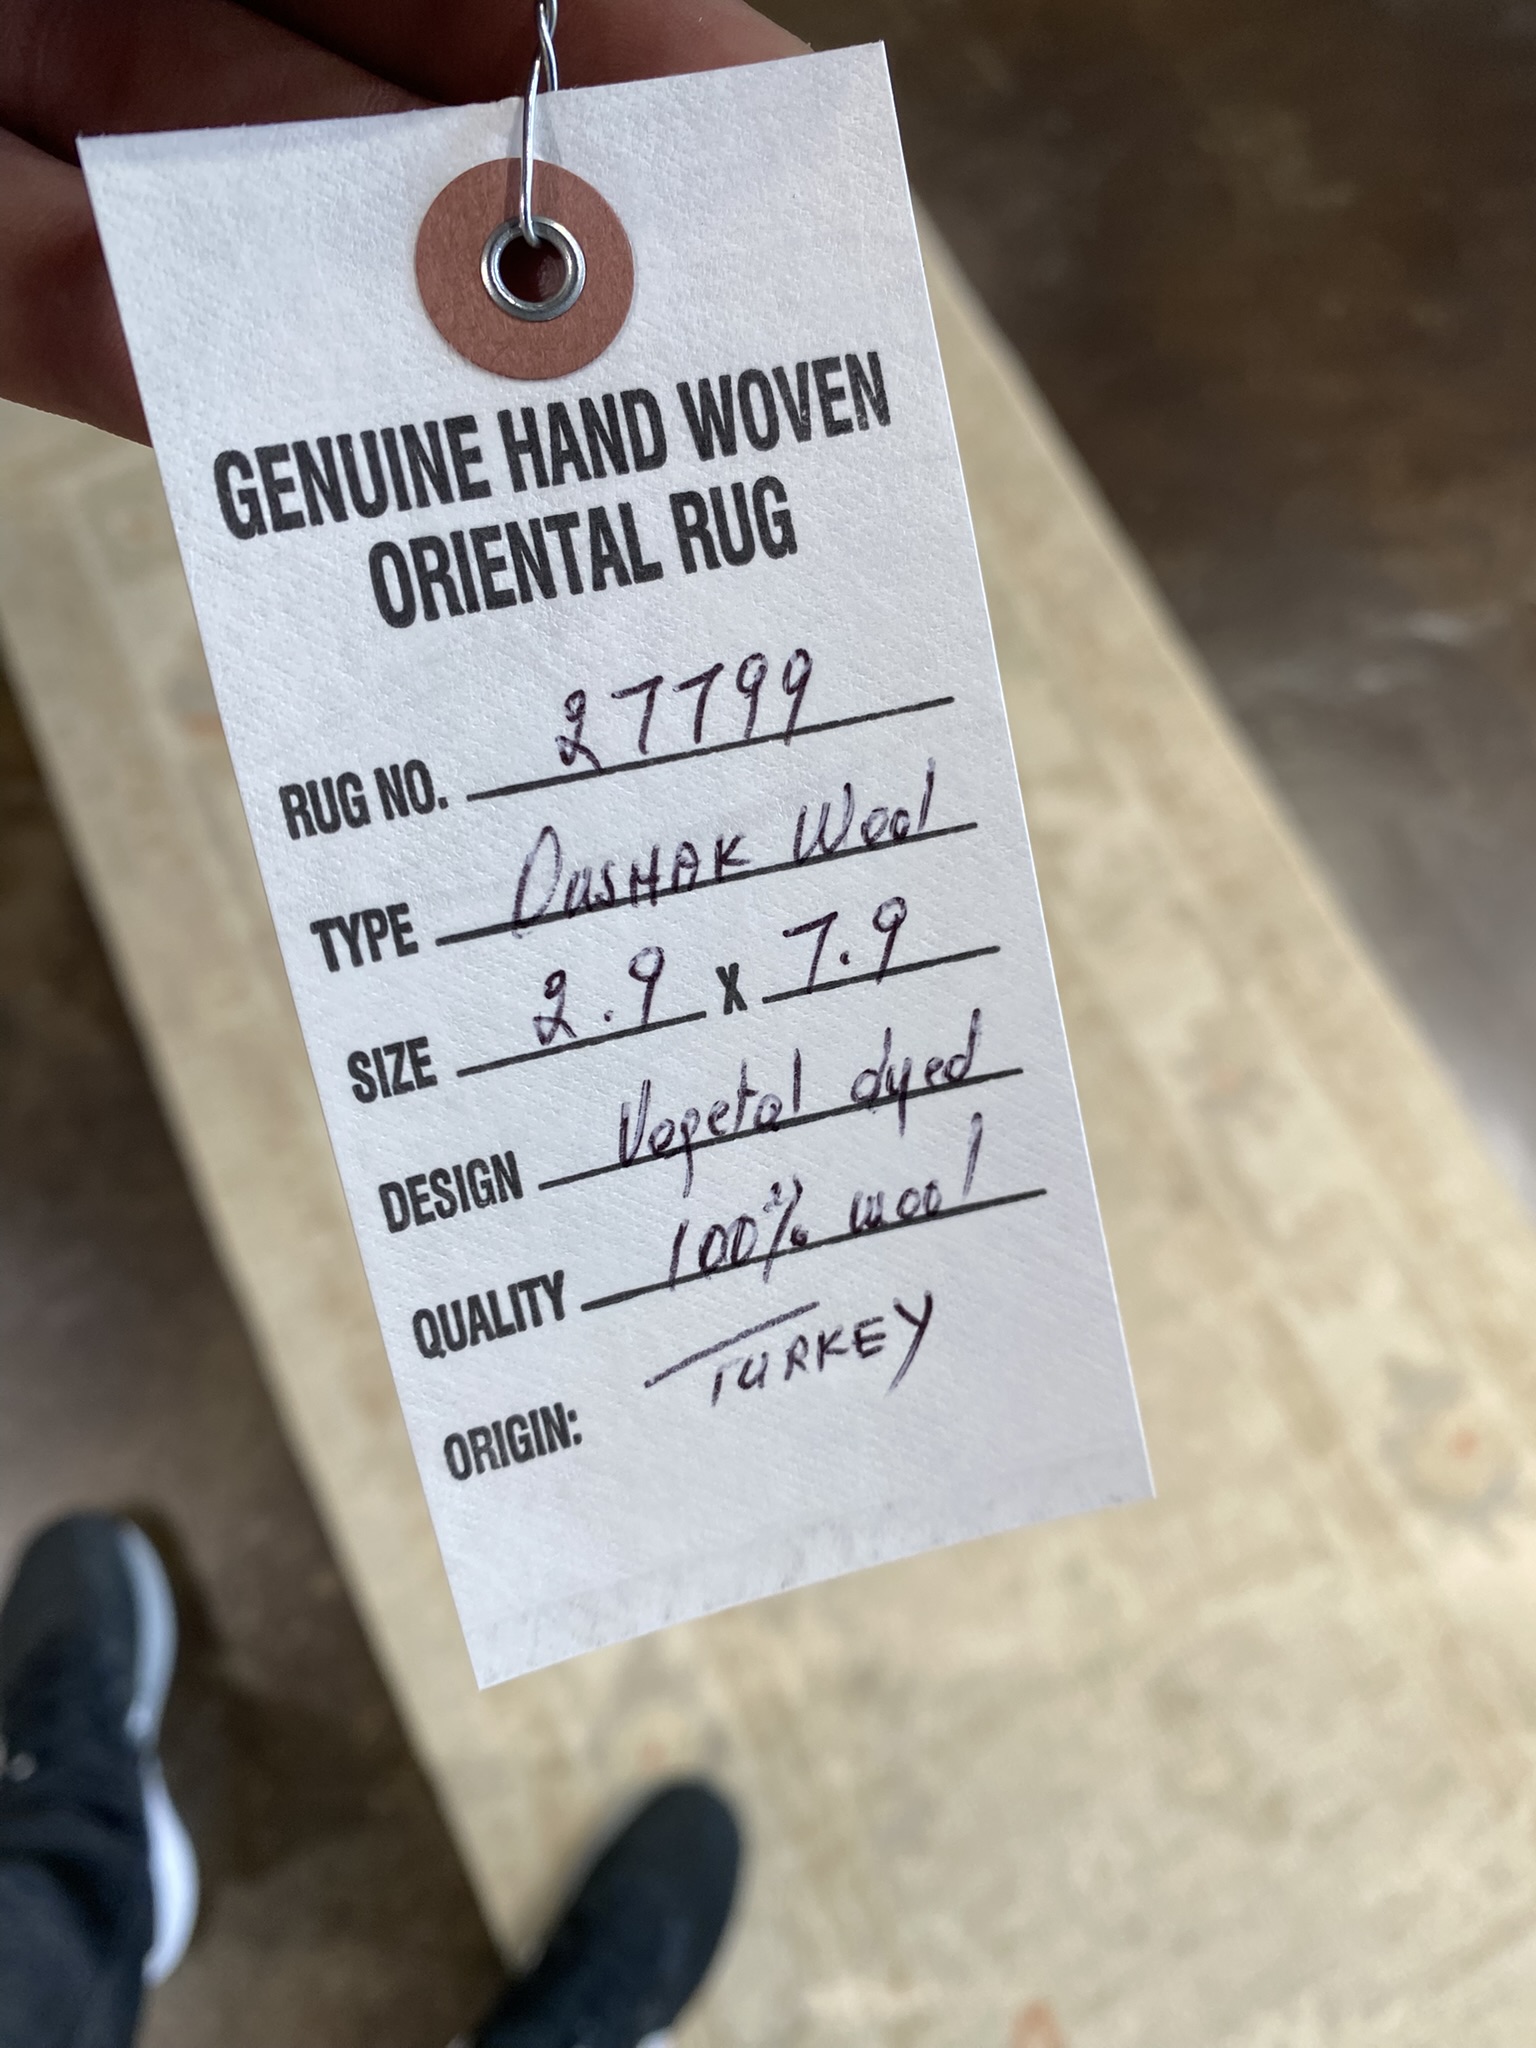 GENUINE HAND WOVEN
ORIENTAL RUG
RUG NO. 27799
TYPE OUSHAK Wool
SIZE 2.9 X 7.9
DESIGN Vegetal dyed
QUALITY 100% wool
ORIGIN: TURKEY